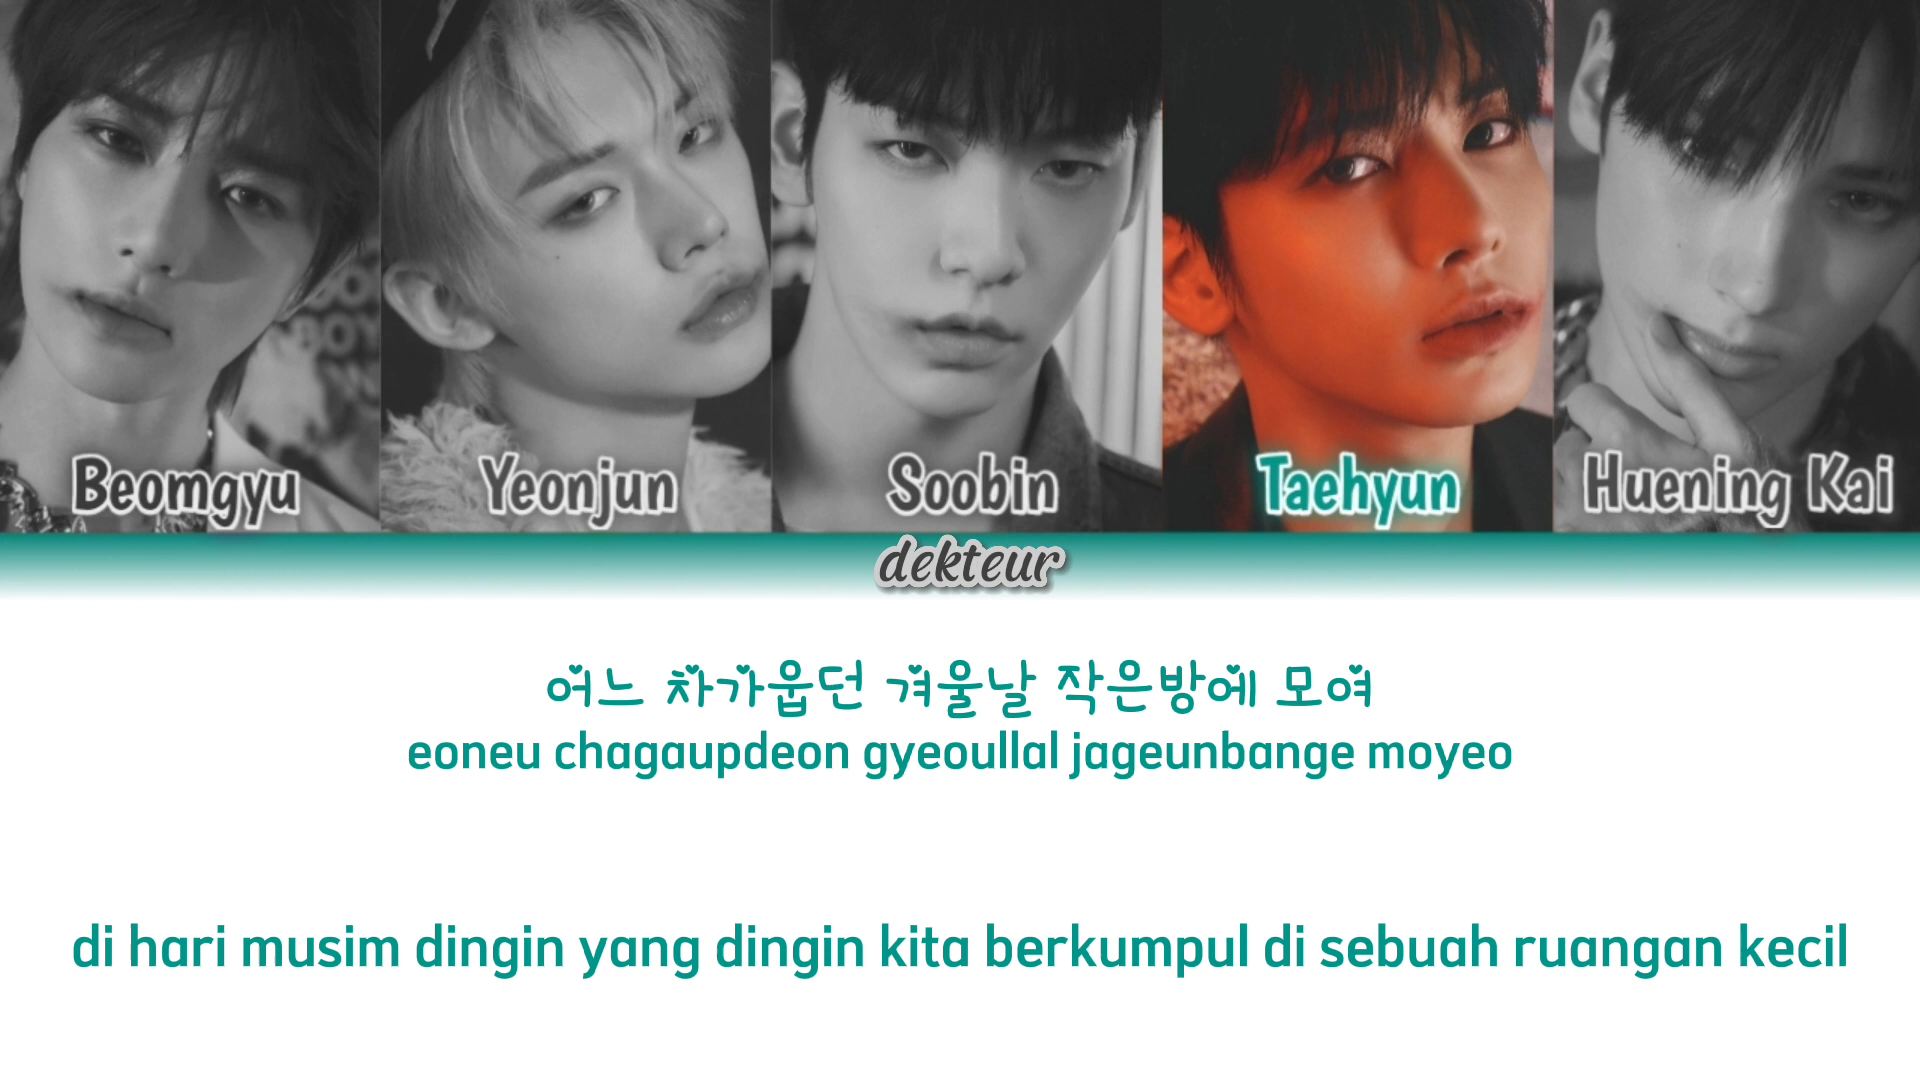 Beomgyu Yeonjun Soobin Taehyun Huening Kai
dekteur
어느 차가웁던 겨울날 작은방에 모여
eoneu chagaupdeon gyeoullal jageunbange moyeo
di hari musim dingin yang dingin kita berkumpul di sebuah ruangan kecil